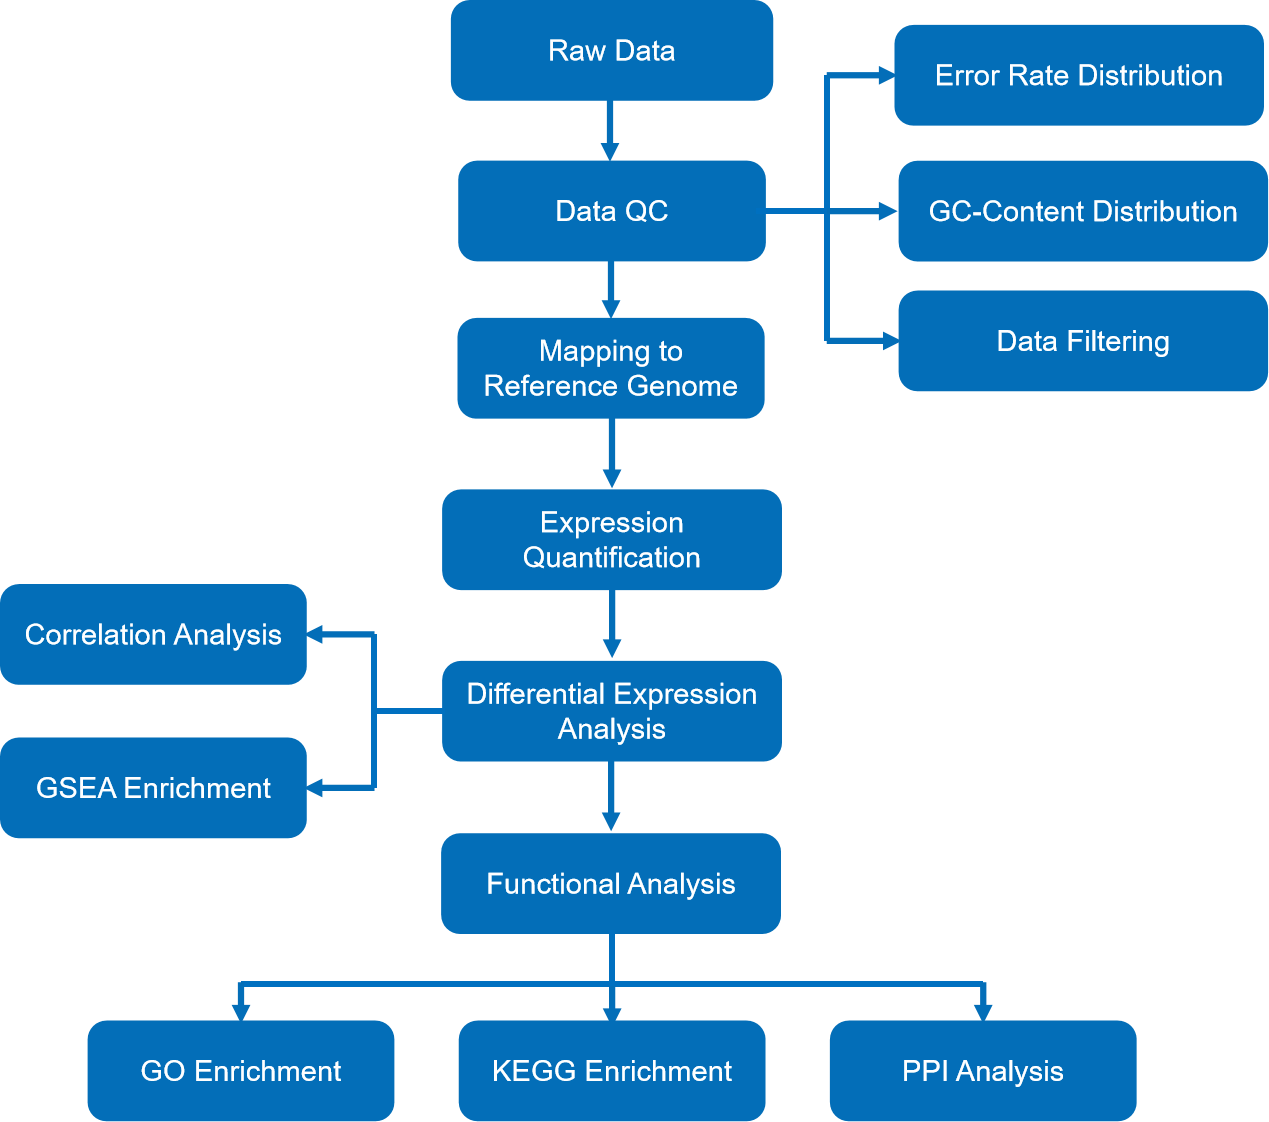 Raw Data
Error Rate Distribution
Data QC
GC-Content Distribution
Data Filtering
Mapping to
Reference Genome
Expression
Quantification
Correlation Analysis
Differential Expression
Analysis
GSEA Enrichment
Functional Analysis
GO Enrichment
KEGG Enrichment
PPI Analysis